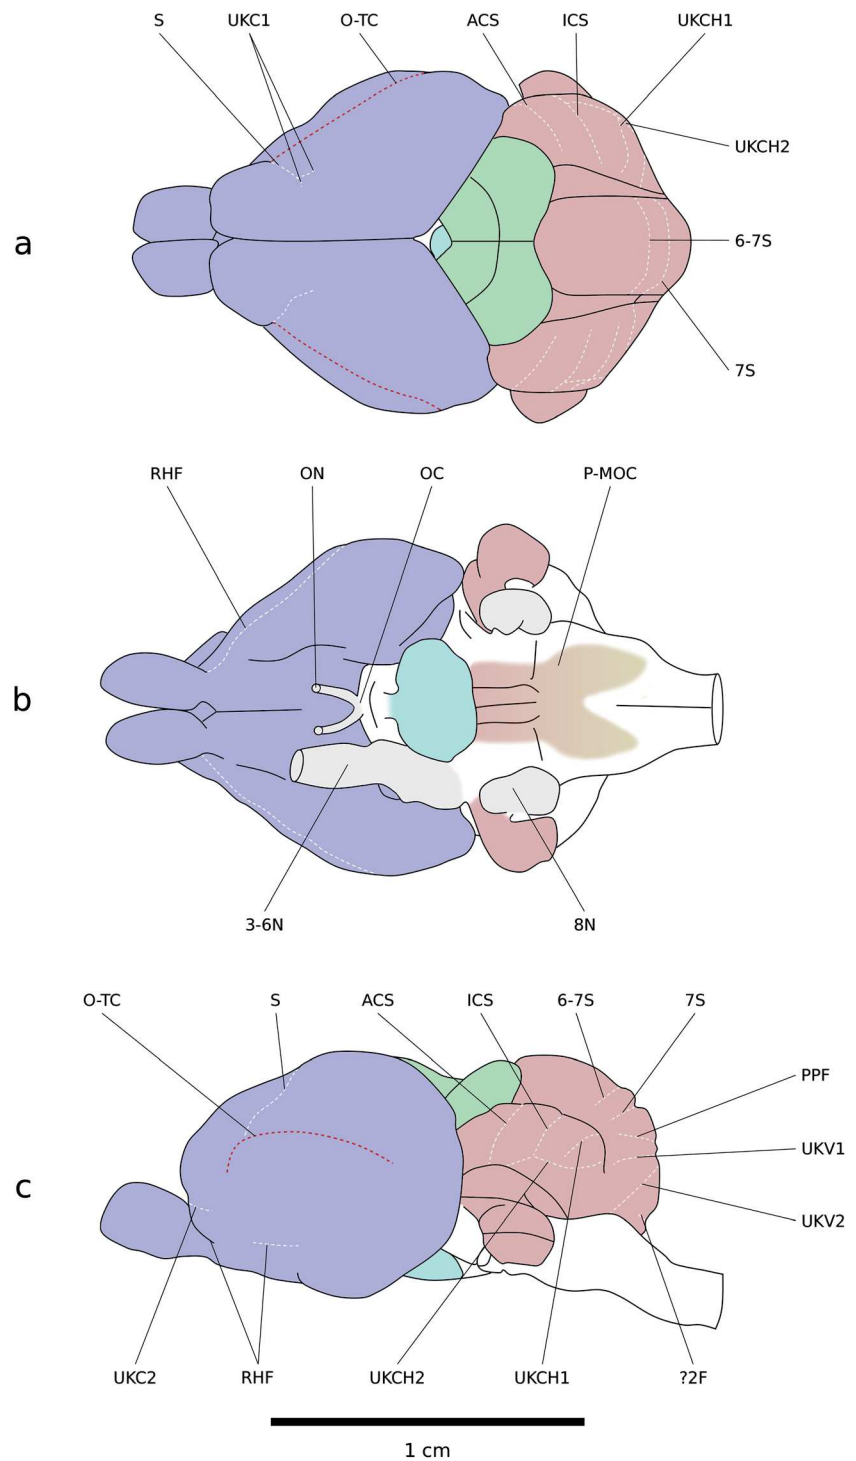 S UKC1 O-TC ACS ICS UKCH1
UKCH2
a 6-7S
7S
RHF ON OC P-MOC
b
3-6N 8N
O-TC S ACS ICS 6-7S 7S
PPF
UKV1
c
UKV2
UKC2 RHF UKCH2 UKCH1 ?2F
1 cm